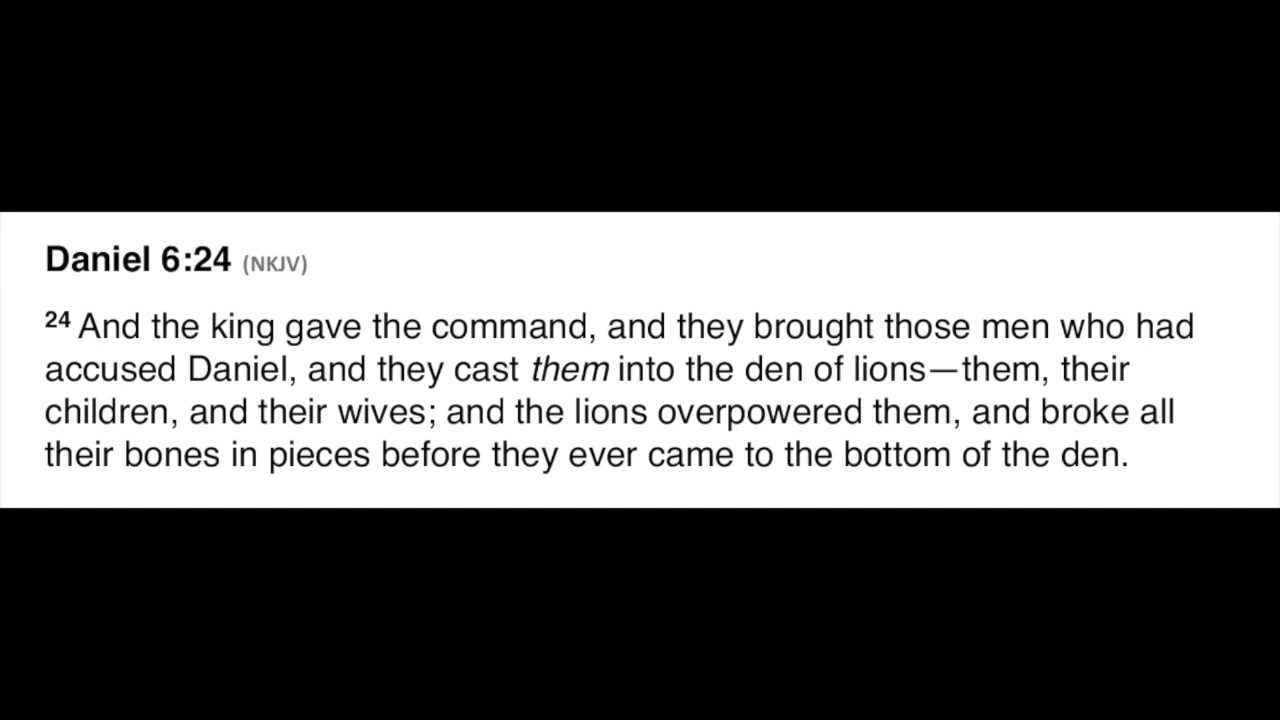 Daniel 6:24 (NKJV)
24 And the king gave the command, and they brought those men who had
accused Daniel, and they cast them into the den of lions—them, their
children, and their wives; and the lions overpowered them, and broke all
their bones in pieces before they ever came to the bottom of the den.